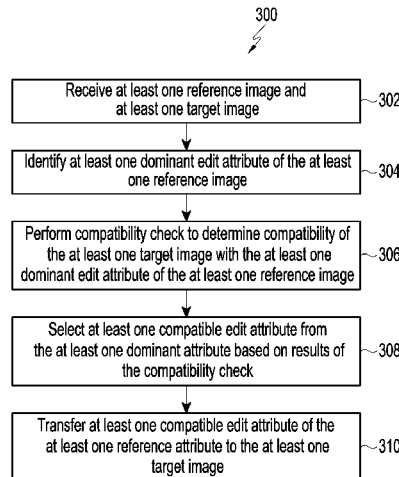 300
Receive at least one reference image and
at least one target image
302
Identify at least one dominant edit attribute of the at least
one reference image
304
Perform compatibility check to determine compatibility of
the at least one target image with the at least one
dominant edit attribute of the at least one reference image
306
Select at least one compatible edit attribute from
the at least one dominant attribute based on results of
the compatibility check
308
Transfer at least one compatible edit attribute of the
at least one reference attribute to the at least one
target image
310